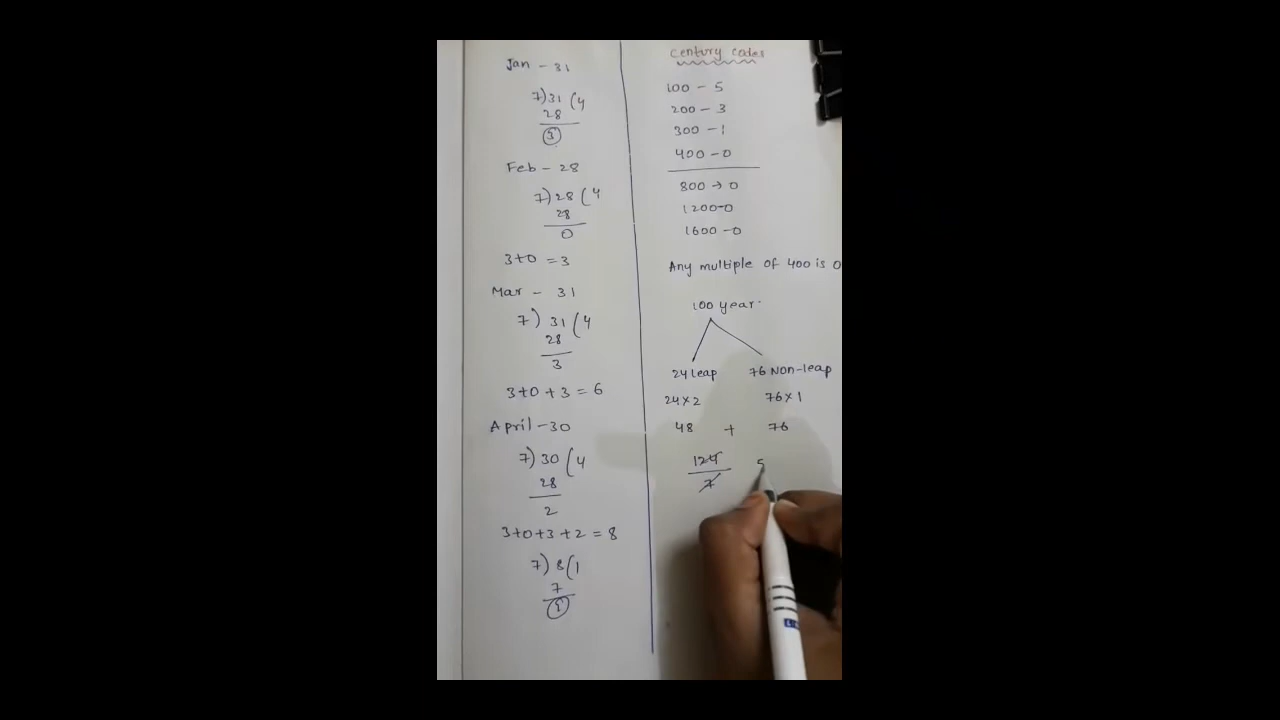 Jan - 31
7)31(4
28
3
Feb - 28
7)28(4
28
0
3+0 = 3
Mar - 31
7) 31(4
28
3
3+0+3 = 6
April - 30
7)30(4
28
2
3+0+3+2 = 8
7)8(1
7
1
Century codes
100 - 5
200 - 3
300 - 1
400 - 0
800 → 0
1200-0
1600 - 0
Any multiple of 400 is 0
100 year.
24 leap 76 Non-leap
24×2 76×1
48 + 76
124
7
5